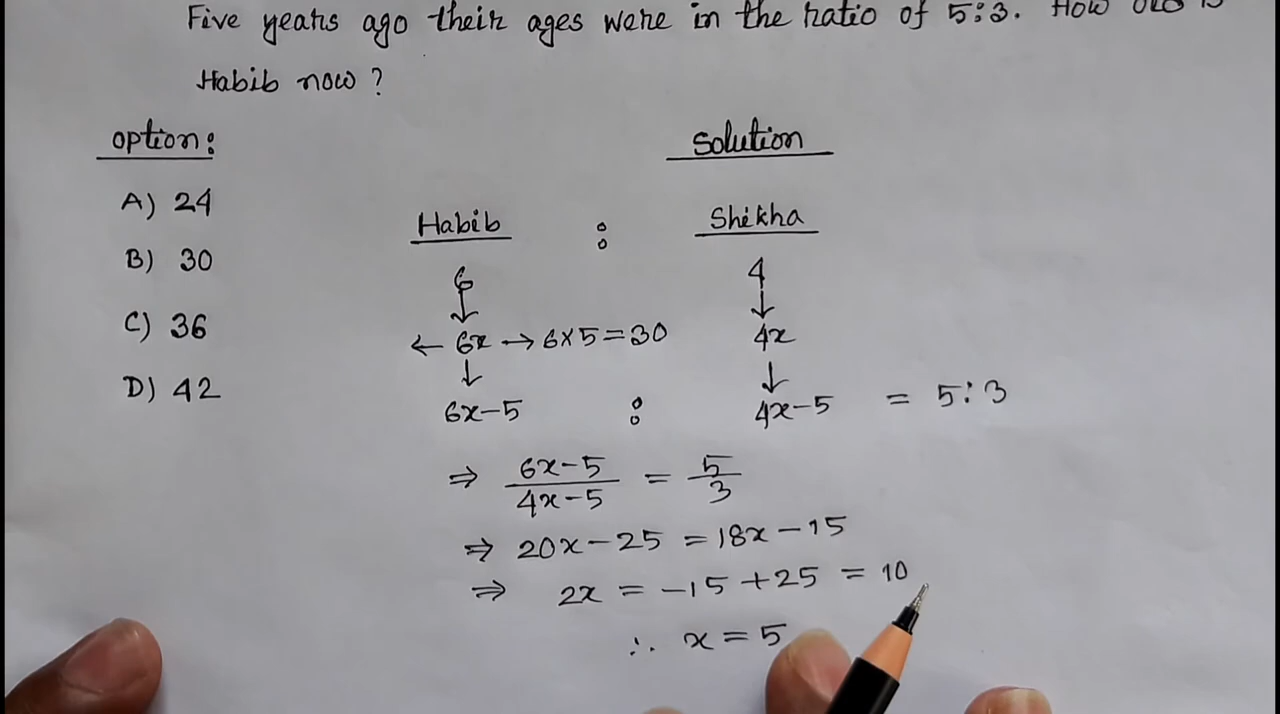 Five years ago their ages were in the ratio of 5:3. How old is
Habib now?
option:
Solution
A) 24
B) 30
C) 36
D) 42
Habib : Shikha
6 4
↓ ↓
← 6x → 6×5=30 4x
↓ ↓
6x-5 : 4x-5 = 5:3
⇒ 6x-5/4x-5 = 5/3
⇒ 20x-25 = 18x-15
⇒ 2x = -15+25 = 10
∴ x = 5